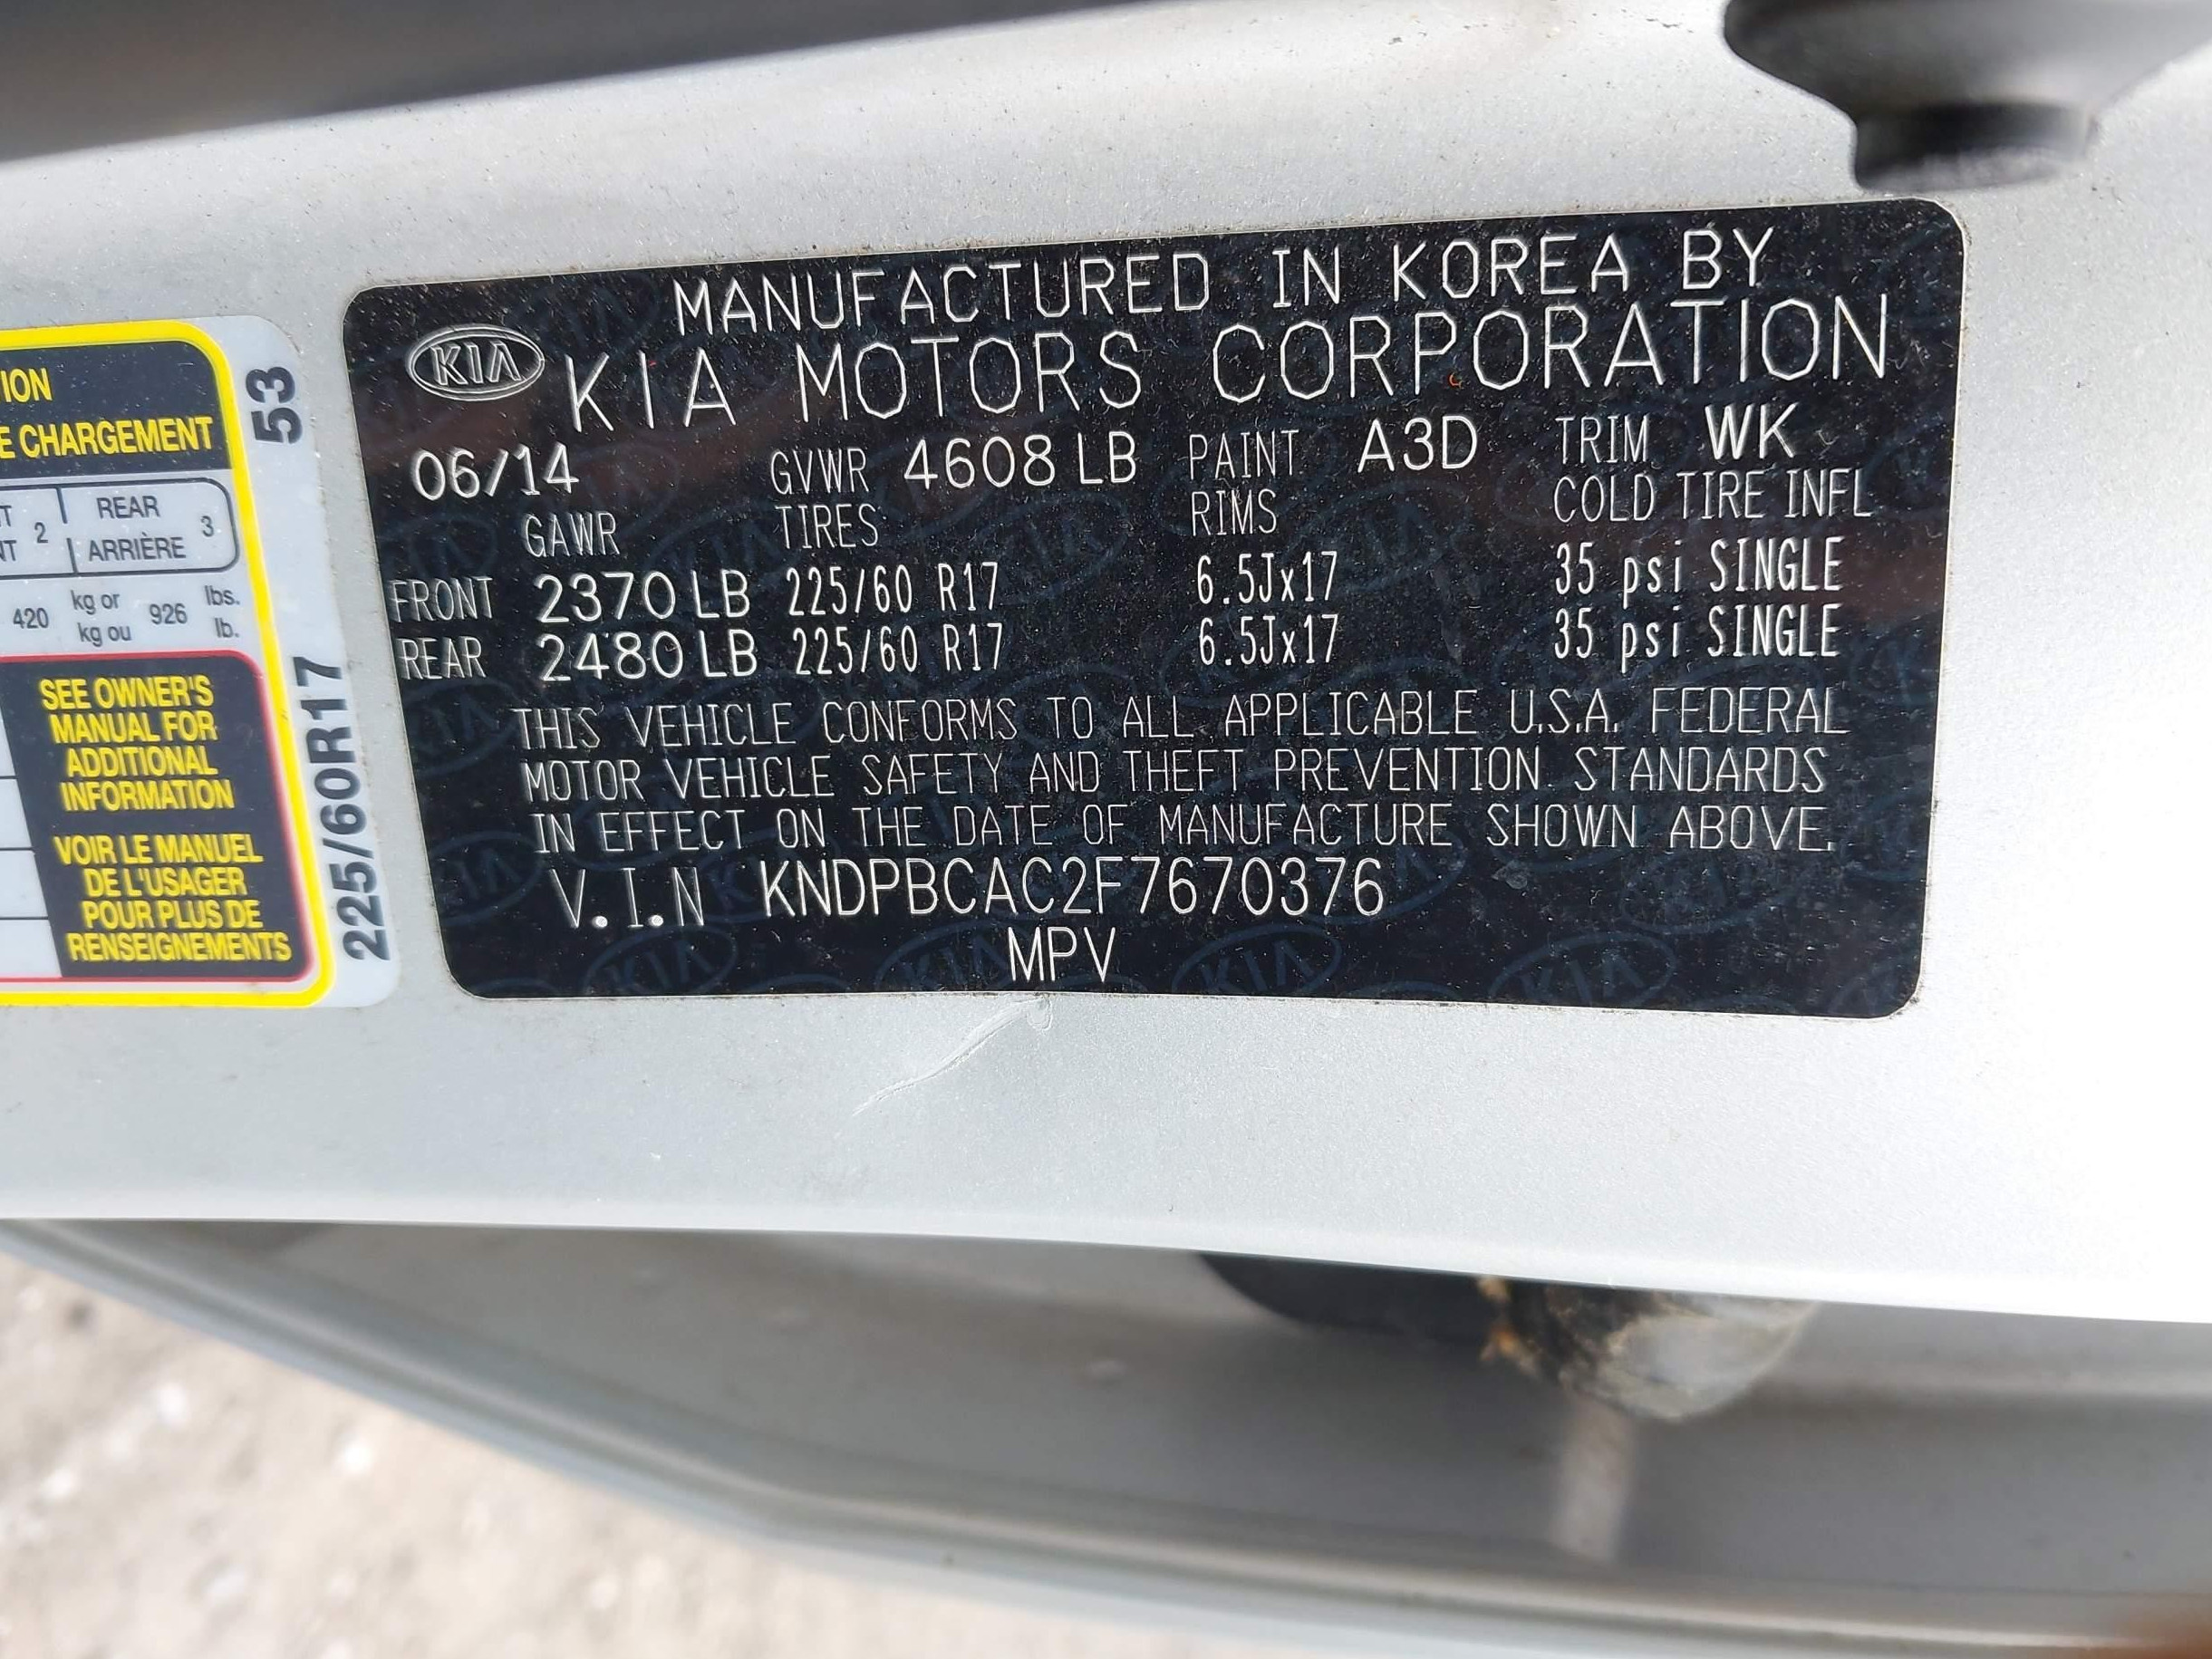 ION
E CHARGEMENT
2 REAR
ARRIÈRE 3
420 kg or 926 lbs.
kg ou lb.
SEE OWNER'S
MANUAL FOR
ADDITIONAL
INFORMATION
VOIR LE MANUEL
DE L'USAGER
POUR PLUS DE
RENSEIGNEMENTS
53
225/60R17
MANUFACTURED IN KOREA BY
KIA KIA MOTORS CORPORATION
06/14 GVWR 4608 LB PAINT A3D TRIM WK
GAWR TIRES RIMS COLD TIRE INFL
FRONT 2370 LB 225/60 R17 6.5Jx17 35 psi SINGLE
REAR 2480 LB 225/60 R17 6.5Jx17 35 psi SINGLE
THIS VEHICLE CONFORMS TO ALL APPLICABLE U.S.A. FEDERAL
MOTOR VEHICLE SAFETY AND THEFT PREVENTION STANDARDS
IN EFFECT ON THE DATE OF MANUFACTURE SHOWN ABOVE.
V.I.N KNDPBCAC2F7670376
MPV